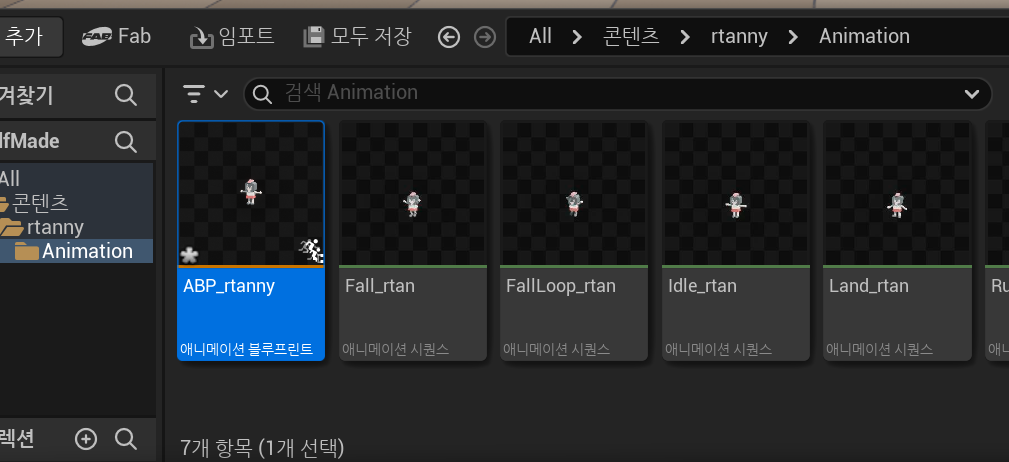 추가 FAB Fab 임포트 모두 저장 All 콘텐츠 rtanny Animation
겨찾기 검색 Animation
lfMade
All
콘텐츠
rtanny
Animation
ABP_rtanny Fall_rtan FallLoop_rtan Idle_rtan Land_rtan Ru
애니메이션 블루프린트 애니메이션 시퀀스 애니메이션 시퀀스 애니메이션 시퀀스 애니메이션 시퀀스 애니
렉션 7개 항목 (1개 선택)